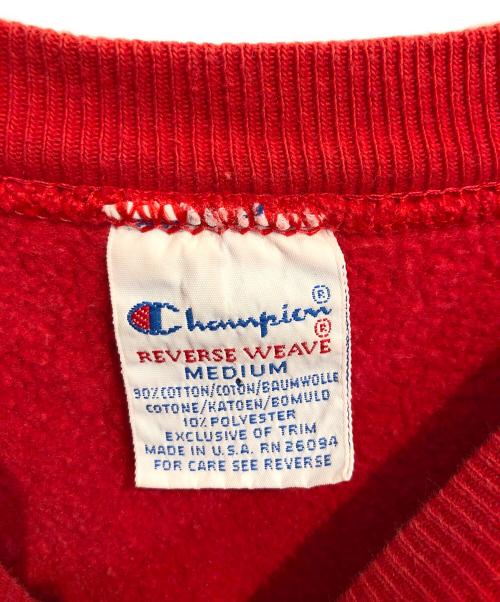 Champion®
REVERSE WEAVE®
MEDIUM
90% COTTON/COTON/BAUMWOLLE
COTONE/KATOEN/BOMULD
10% POLYESTER
EXCLUSIVE OF TRIM
MADE IN U.S.A. RN 26094
FOR CARE SEE REVERSE